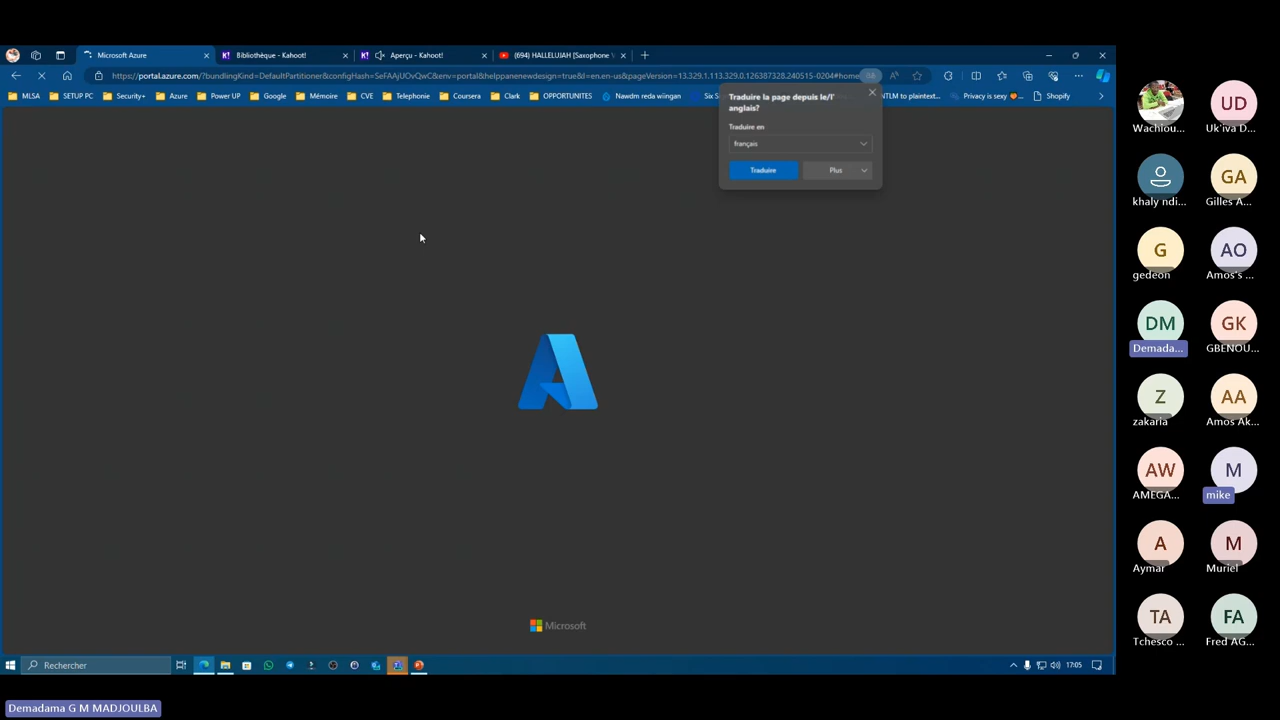 Microsoft Azure
Bibliothèque - Kahoot!
Aperçu - Kahoot!
(694) HALLELUJAH [Saxophone
https://portal.azure.com/?bundlingKind=DefaultPartitioner&configHash=SeFAAjUOvQwC&env=portal&helppanenewdesign=true&l=en.en-us&pageVersion=13.329.1.113.329.0.126387328.240515-0204#home
MLSA
SETUP PC
Security+
Azure
Power UP
Google
Mémoire
CVE
Telephonie
Coursera
Clark
OPPORTUNITES
Nawdm reda wiingan
NTLM to plaintext...
Privacy is sexy
Shopify
Traduire la page depuis le/l'
anglais?
Traduire en
français
Traduire
Plus
Microsoft
Rechercher
17:05
UD
Wachlou...
Uk'iva D...
GA
khaly ndi...
Gilles A...
G
AO
gedeon
Amos's ...
DM
GK
Demada...
GBENOU...
Z
AA
zakaria
Amos Ak...
AW
M
AMEGA...
mike
A
M
Aymar
Muriel
TA
FA
Tchesco ...
Fred AG...
Demadama G M MADJOULBA